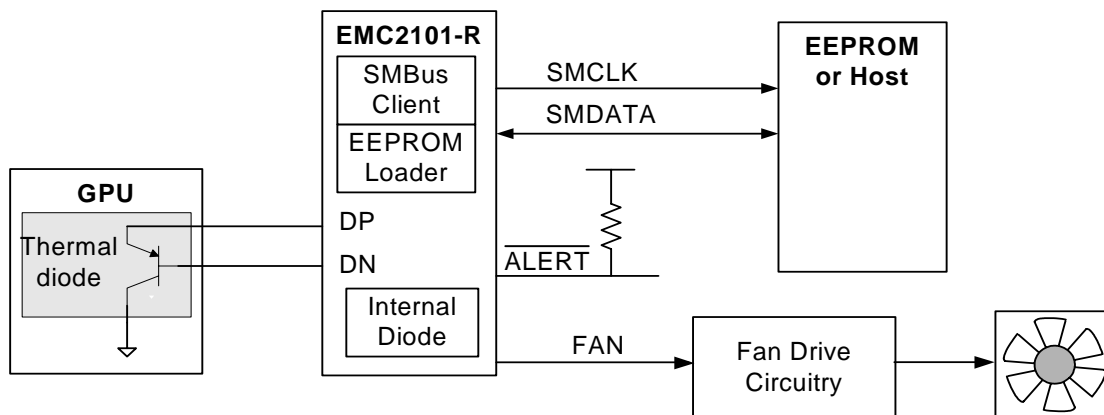 EMC2101-R
SMBus
Client
EEPROM
Loader
DP
DN
Internal
Diode
GPU
Thermal
diode
SMCLK
SMDATA
ALERT
FAN
EEPROM
or Host
Fan Drive
Circuitry